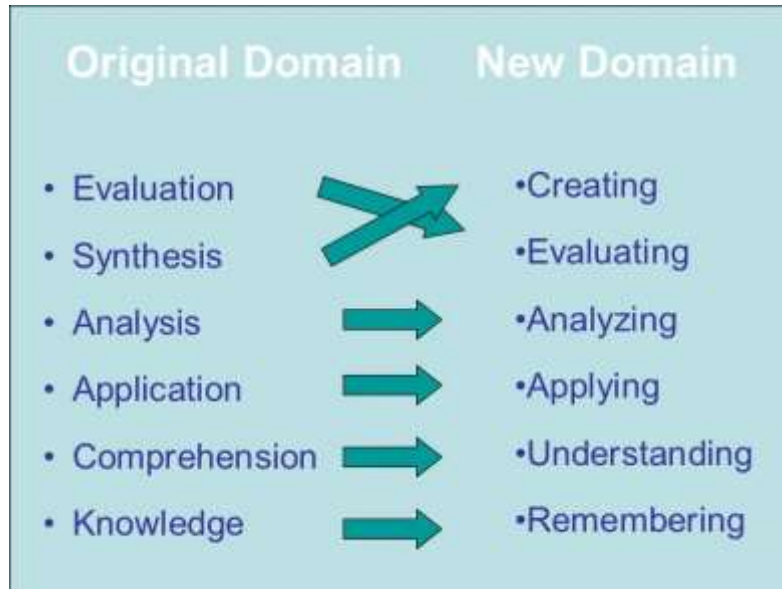 Original Domain New Domain
• Evaluation •Creating
• Synthesis •Evaluating
• Analysis •Analyzing
• Application •Applying
• Comprehension •Understanding
• Knowledge •Remembering